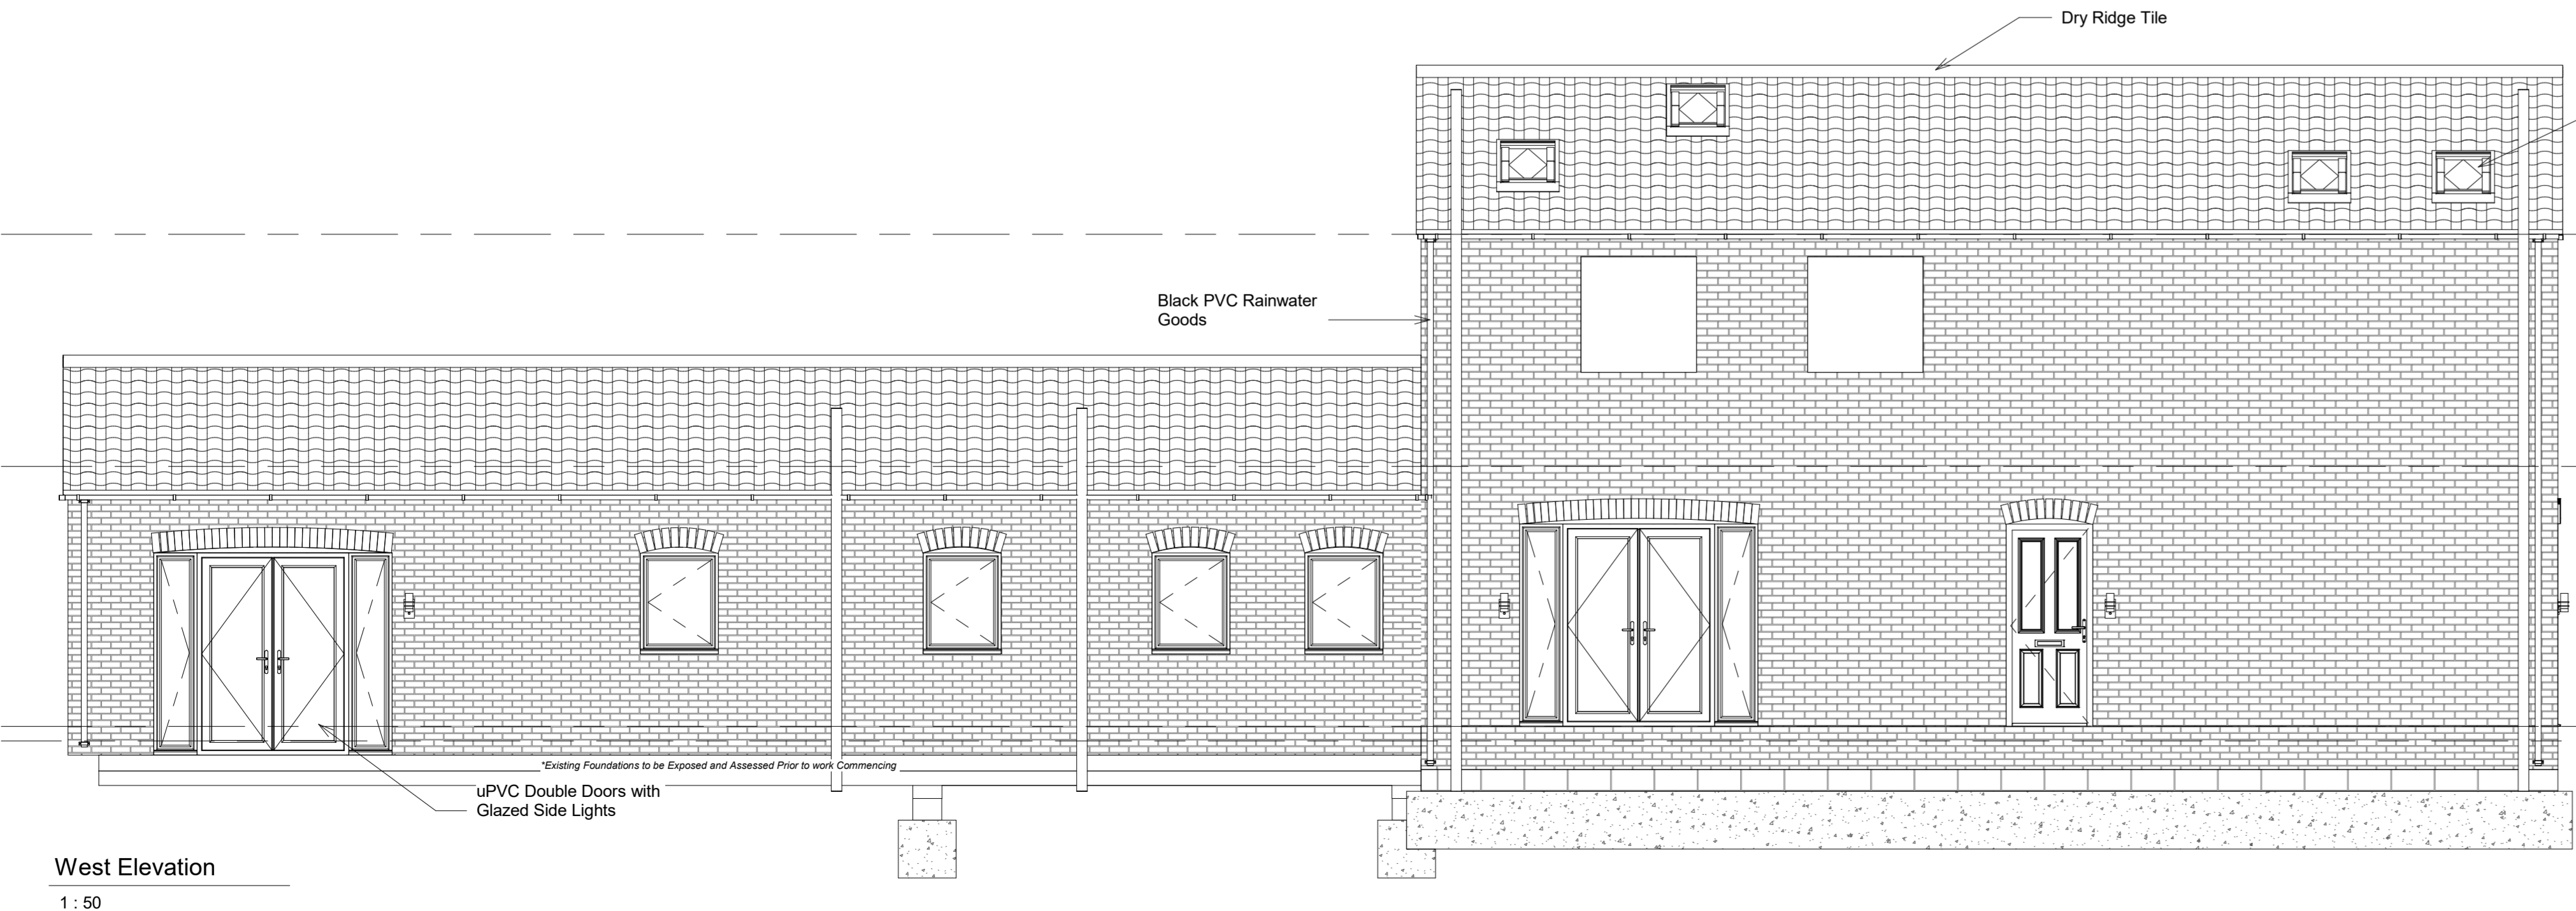 Dry Ridge Tile
Black PVC Rainwater
Goods
*Existing Foundations to be Exposed and Assessed Prior to work Commencing
uPVC Double Doors with
Glazed Side Lights
West Elevation
1 : 50